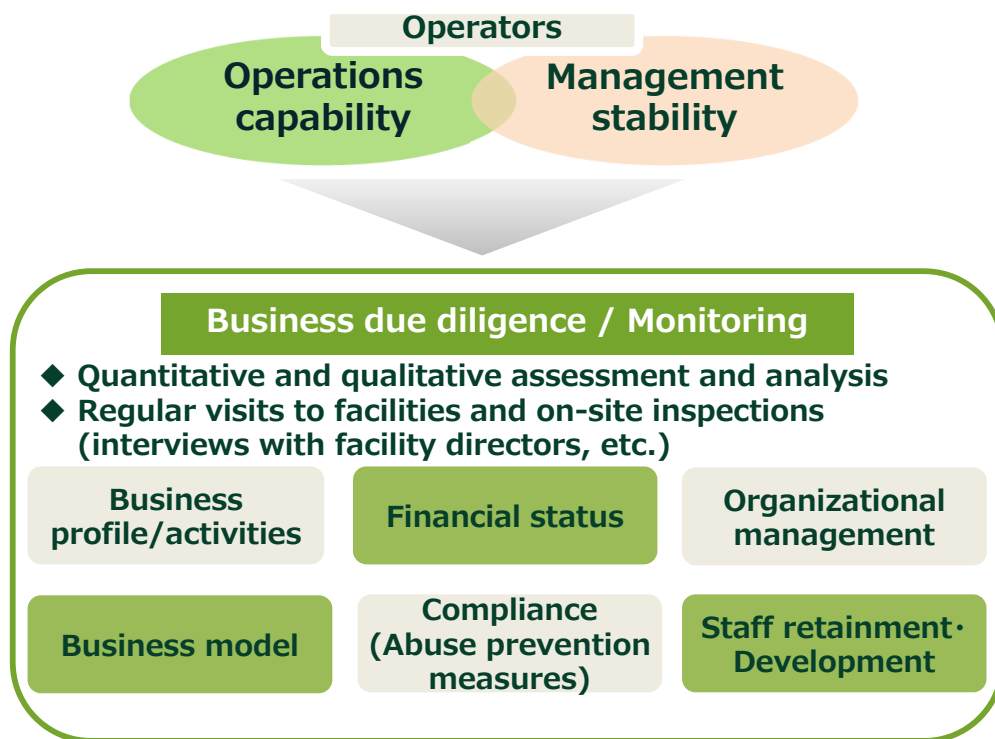 Operators
Operations
capability
Management
stability
Business due diligence / Monitoring
◆ Quantitative and qualitative assessment and analysis
◆ Regular visits to facilities and on-site inspections
(interviews with facility directors, etc.)
Business
profile/activities
Financial status
Organizational
management
Business model
Compliance
(Abuse prevention
measures)
Staff retainment・
Development